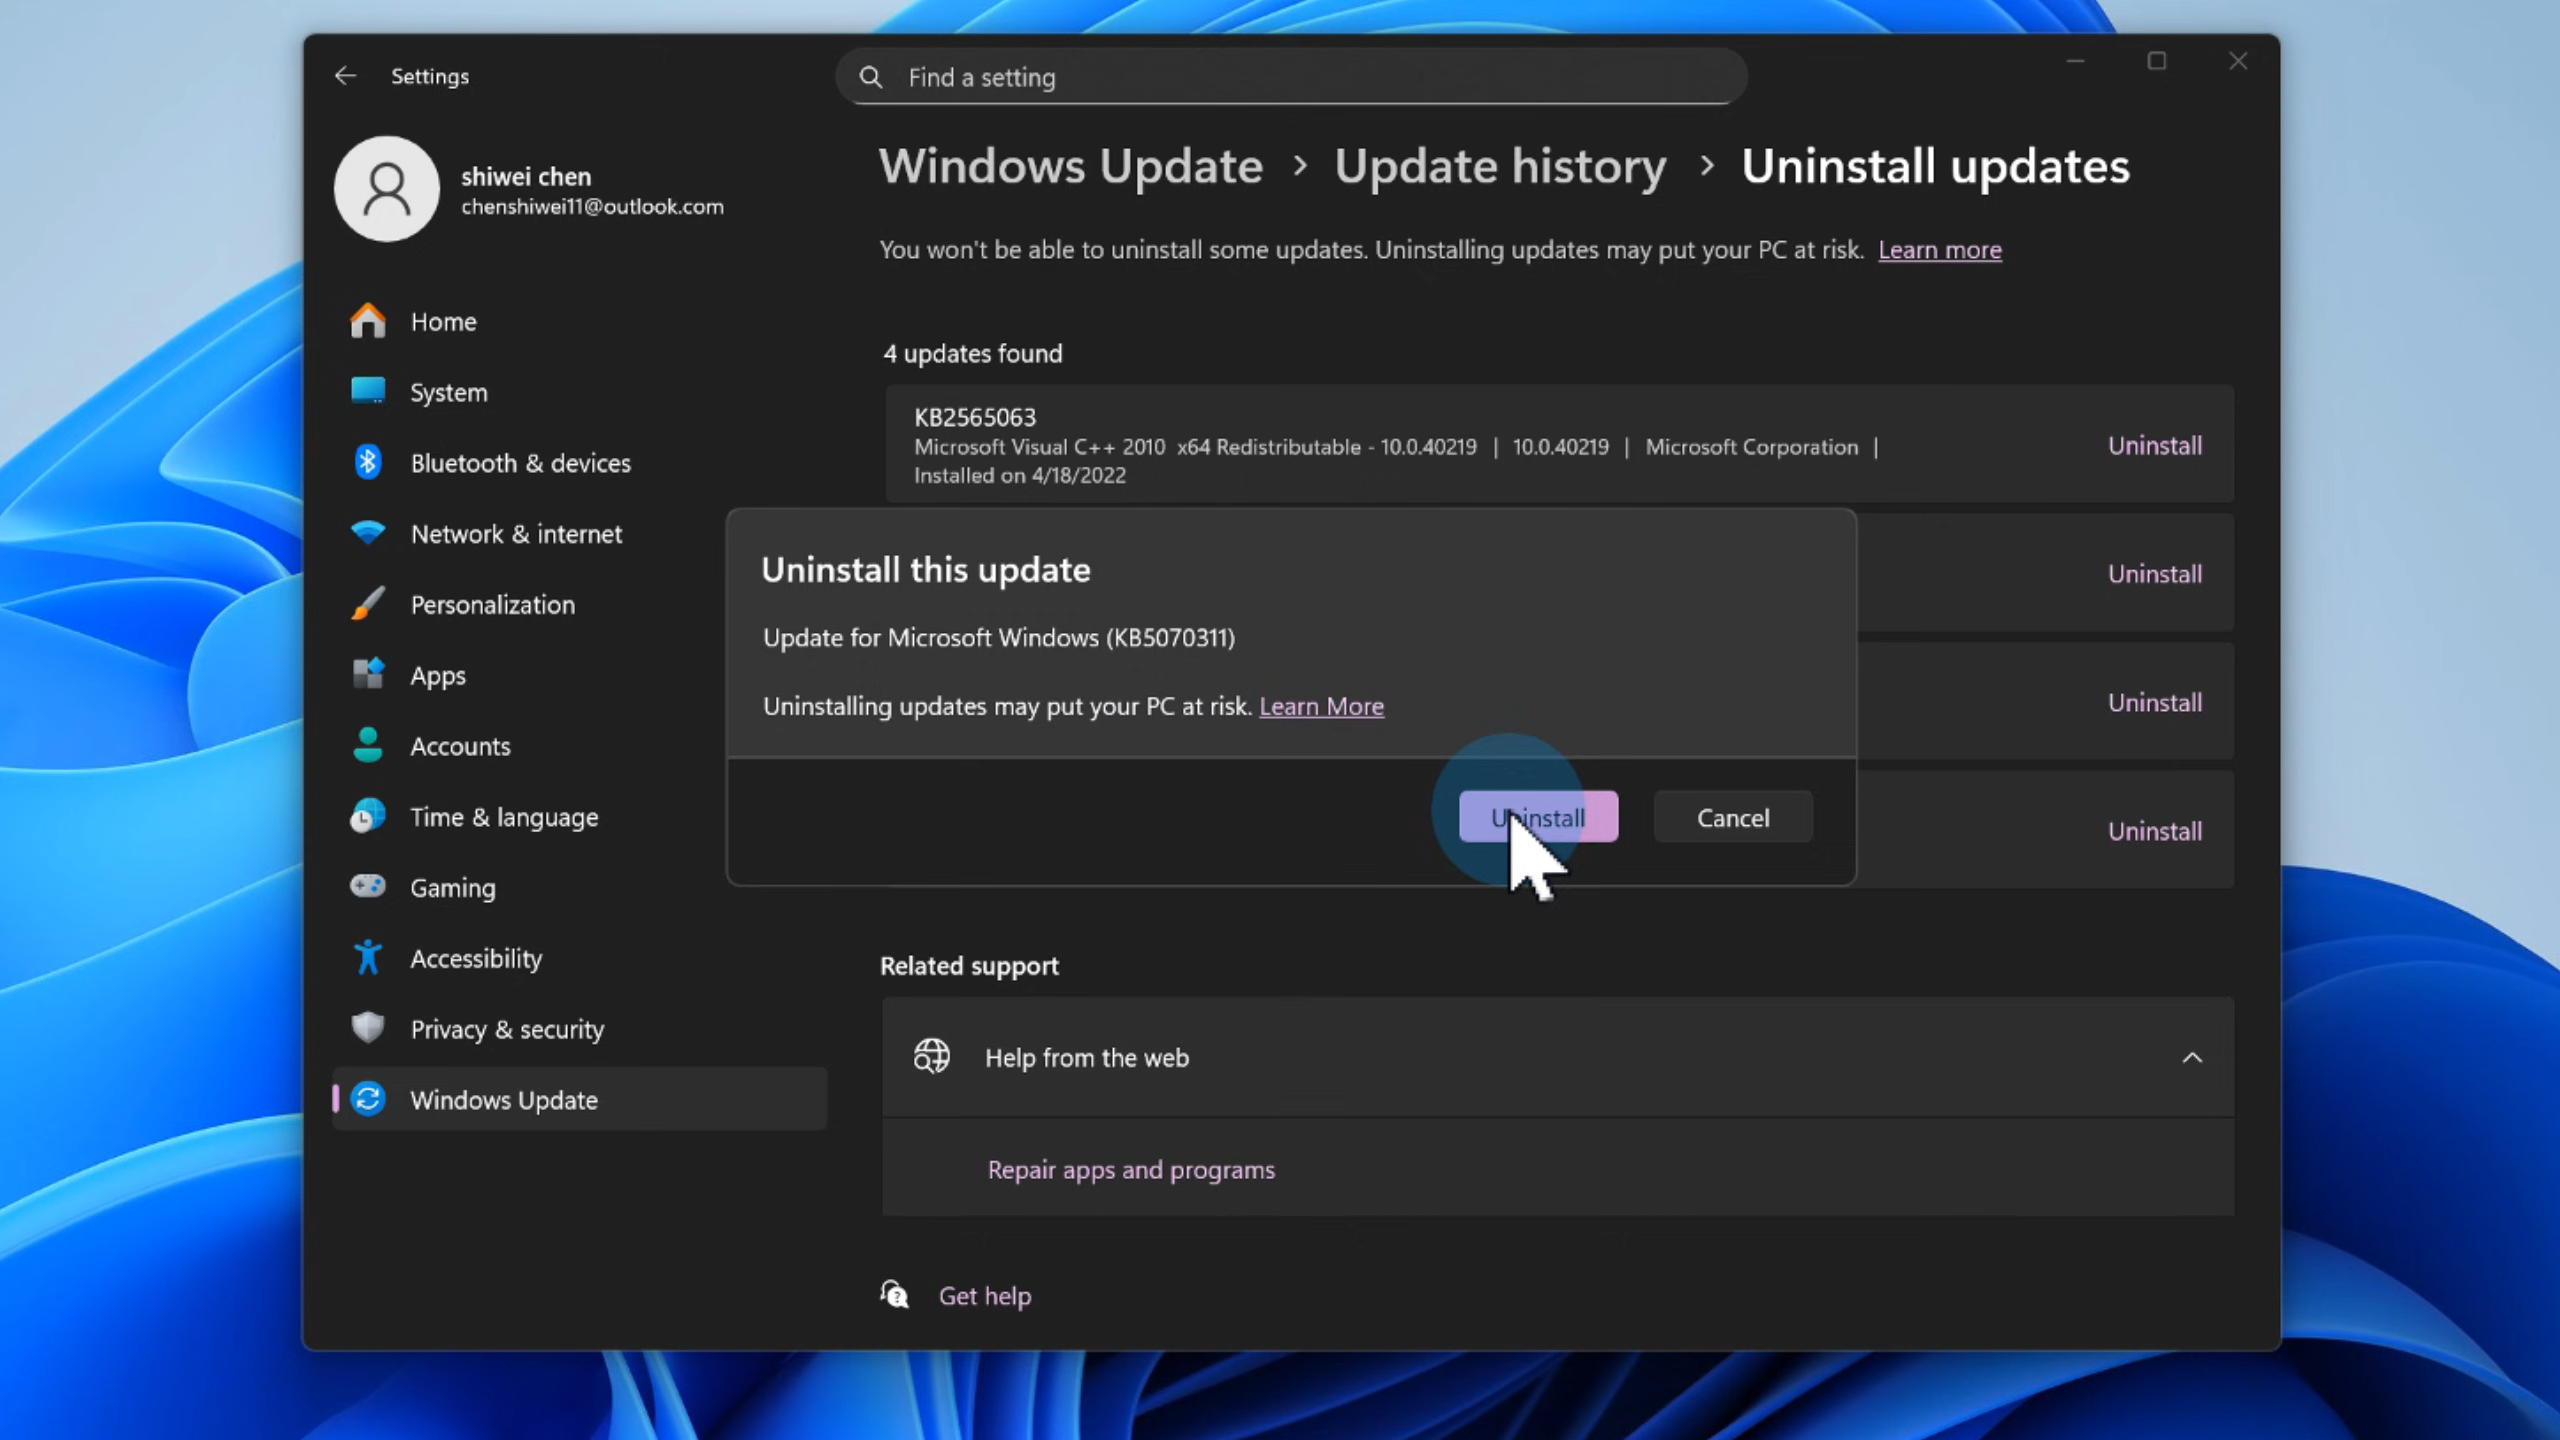 Settings
Find a setting
shiwei chen
chenshiwei11@outlook.com
Home
System
Bluetooth & devices
Network & internet
Personalization
Apps
Accounts
Time & language
Gaming
Accessibility
Privacy & security
Windows Update
Windows Update > Update history > Uninstall updates
You won't be able to uninstall some updates. Uninstalling updates may put your PC at risk. Learn more
4 updates found
KB2565063
Microsoft Visual C++ 2010 x64 Redistributable - 10.0.40219 | 10.0.40219 | Microsoft Corporation |
Installed on 4/18/2022
Uninstall
Uninstall
Uninstall
Uninstall
Uninstall this update
Update for Microsoft Windows (KB5070311)
Uninstalling updates may put your PC at risk. Learn More
Uninstall
Cancel
Related support
Help from the web
Repair apps and programs
Get help